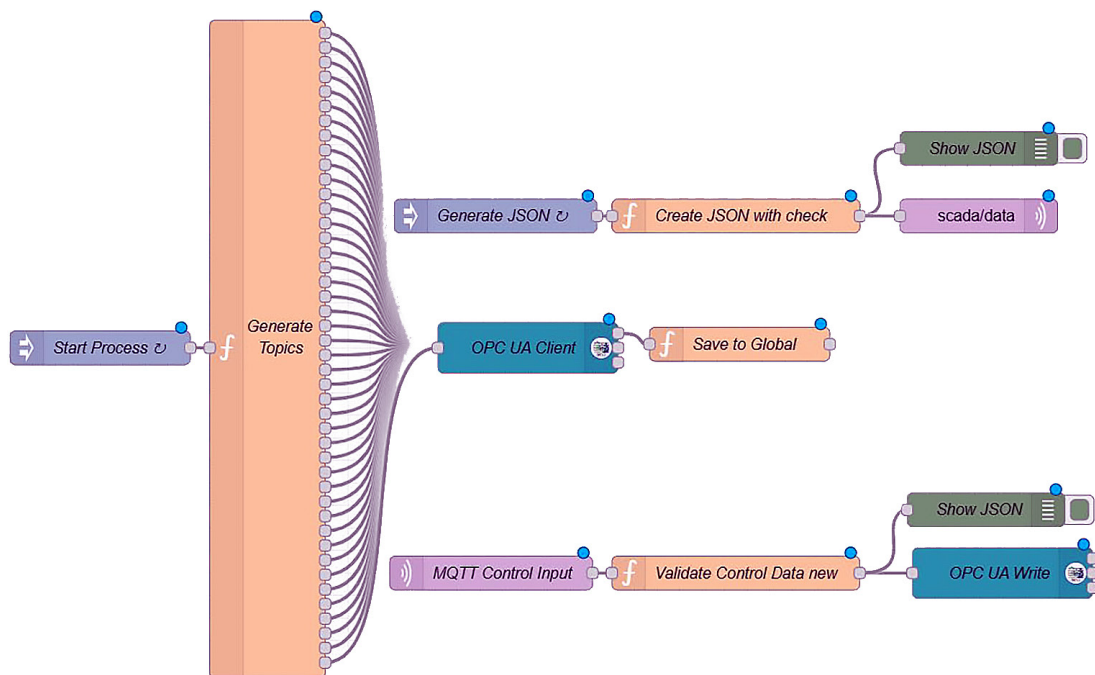 Show JSON
Generate JSON ↻
Create JSON with check
scada/data
Start Process ↻
Generate
Topics
OPC UA Client
Save to Global
Show JSON
MQTT Control Input
Validate Control Data new
OPC UA Write